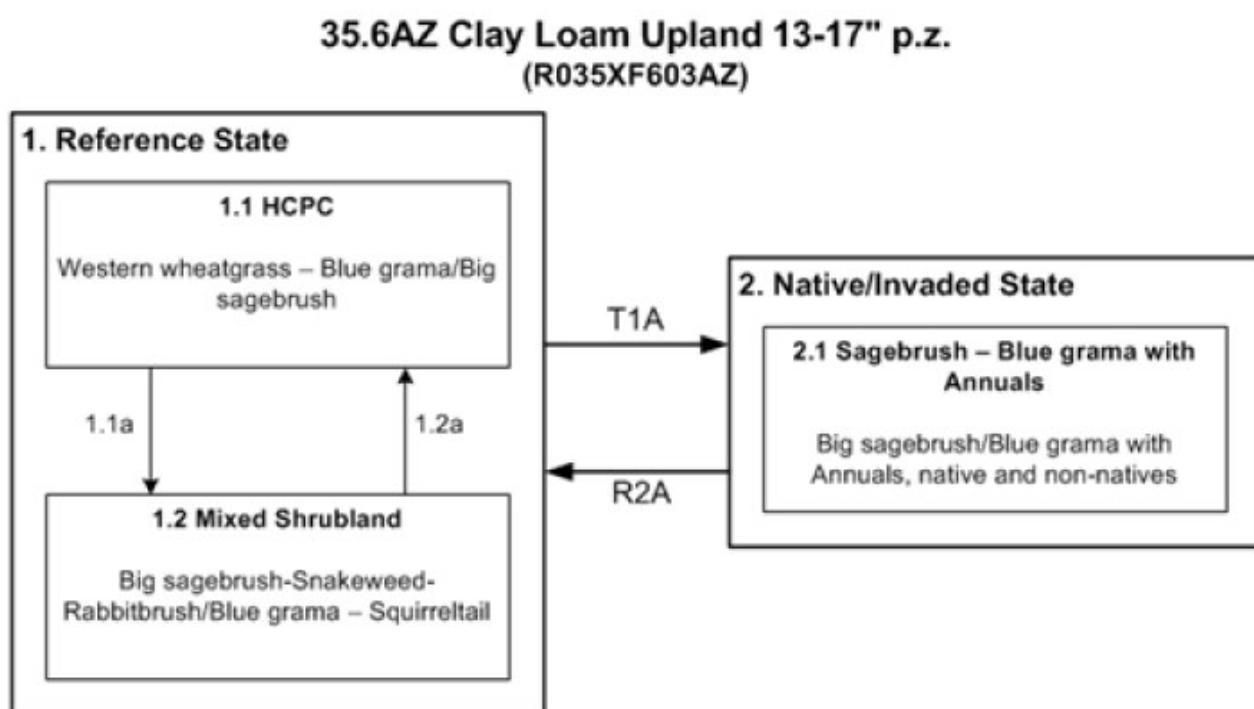 35.6AZ Clay Loam Upland 13-17" p.z.
(R035XF603AZ)
1. Reference State
1.1 HCPC
Western wheatgrass – Blue grama/Big
sagebrush
1.1a
1.2a
1.2 Mixed Shrubland
Big sagebrush-Snakeweed-
Rabbitbrush/Blue grama – Squirreltail
T1A
R2A
2. Native/Invaded State
2.1 Sagebrush – Blue grama with
Annuals
Big sagebrush/Blue grama with
Annuals, native and non-natives